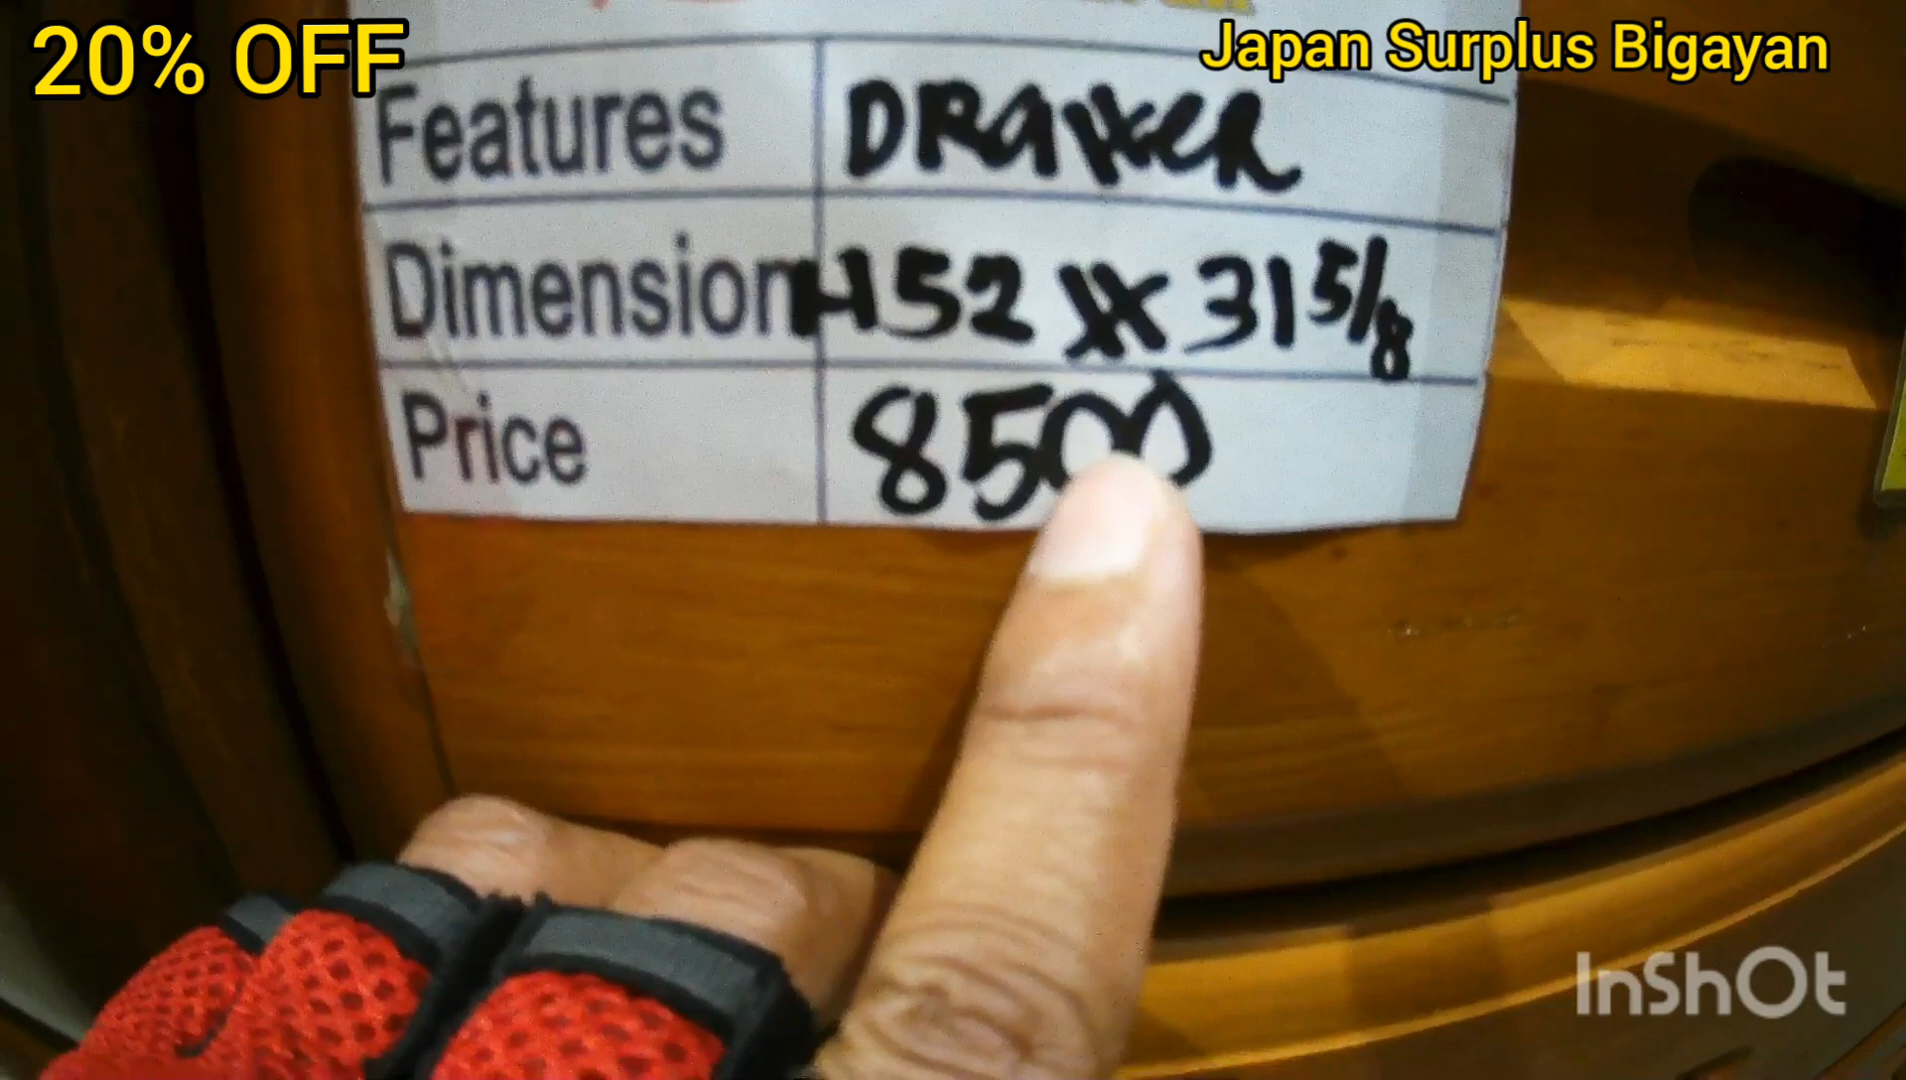 20% OFF
Japan Surplus Bigayan
Features DRAWER
Dimension H52 X 31 5/8
Price 8500
InShOt